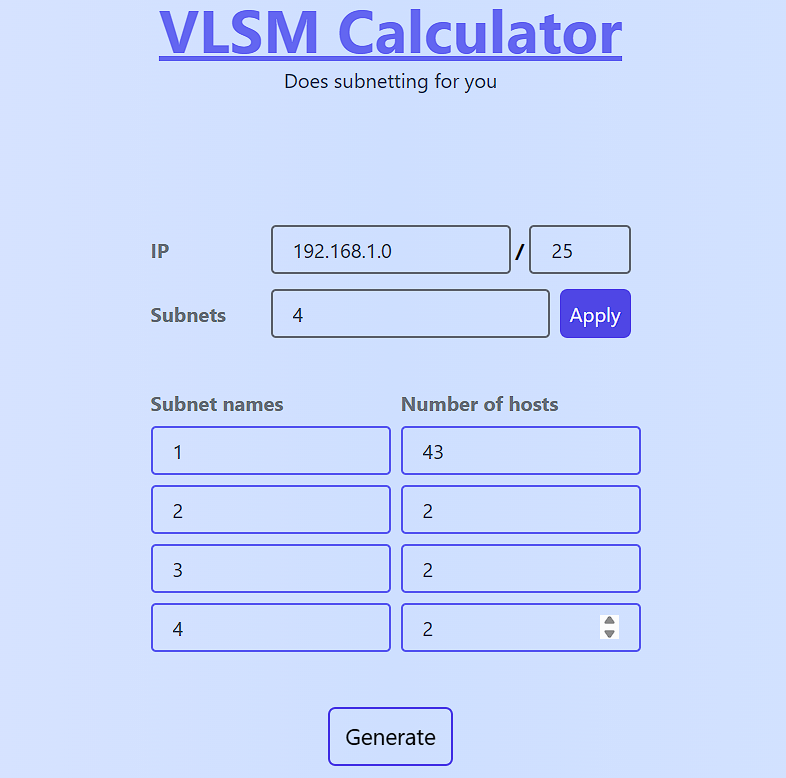 VLSM Calculator
Does subnetting for you
IP 192.168.1.0 / 25
Subnets 4 Apply
Subnet names Number of hosts
1 43
2 2
3 2
4 2
Generate